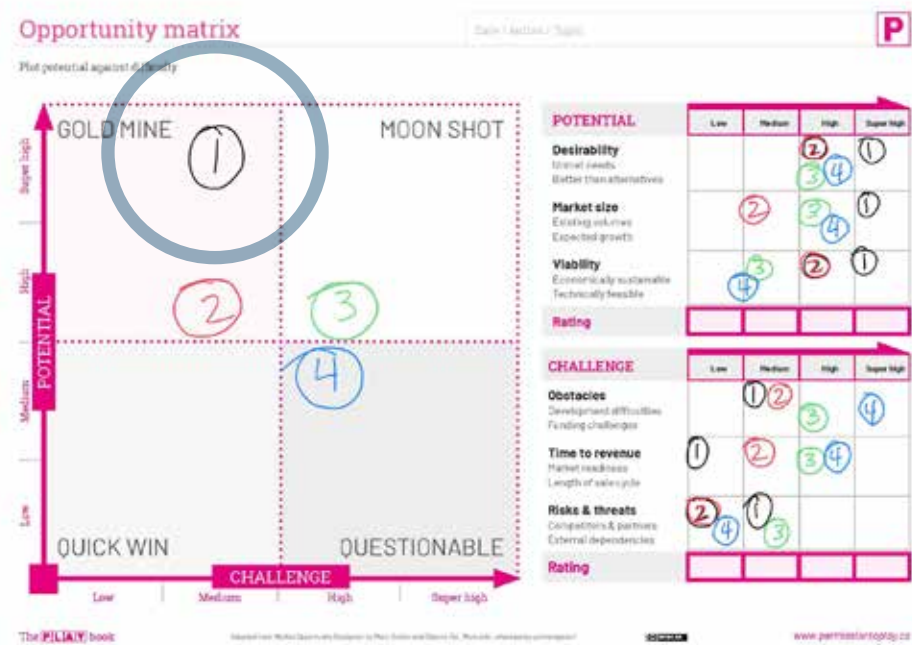 Opportunity matrix
P
Plot potential against difficulty
GOLD MINE
MOON SHOT
QUICK WIN
QUESTIONABLE
1
2
3
4
POTENTIAL
Super high
High
Medium
Low
CHALLENGE
Low
Medium
High
Super high
POTENTIAL
Low
Medium
High
Super high
Desirability
Unmet needs
Better than alternatives
2
1
3
4
Market size
Existing volumes
Expected growth
2
3
1
4
Viability
Economically sustainable
Technically feasible
3
2
1
4
Rating
CHALLENGE
Low
Medium
High
Super high
Obstacles
Development difficulties
Funding challenges
1
2
3
4
Time to revenue
Market readiness
Length of sales cycle
1
2
3
4
Risks & threats
Competitors & partners
External dependencies
2
1
4
3
Rating
The PLAY book
www.permissiontoplay.co